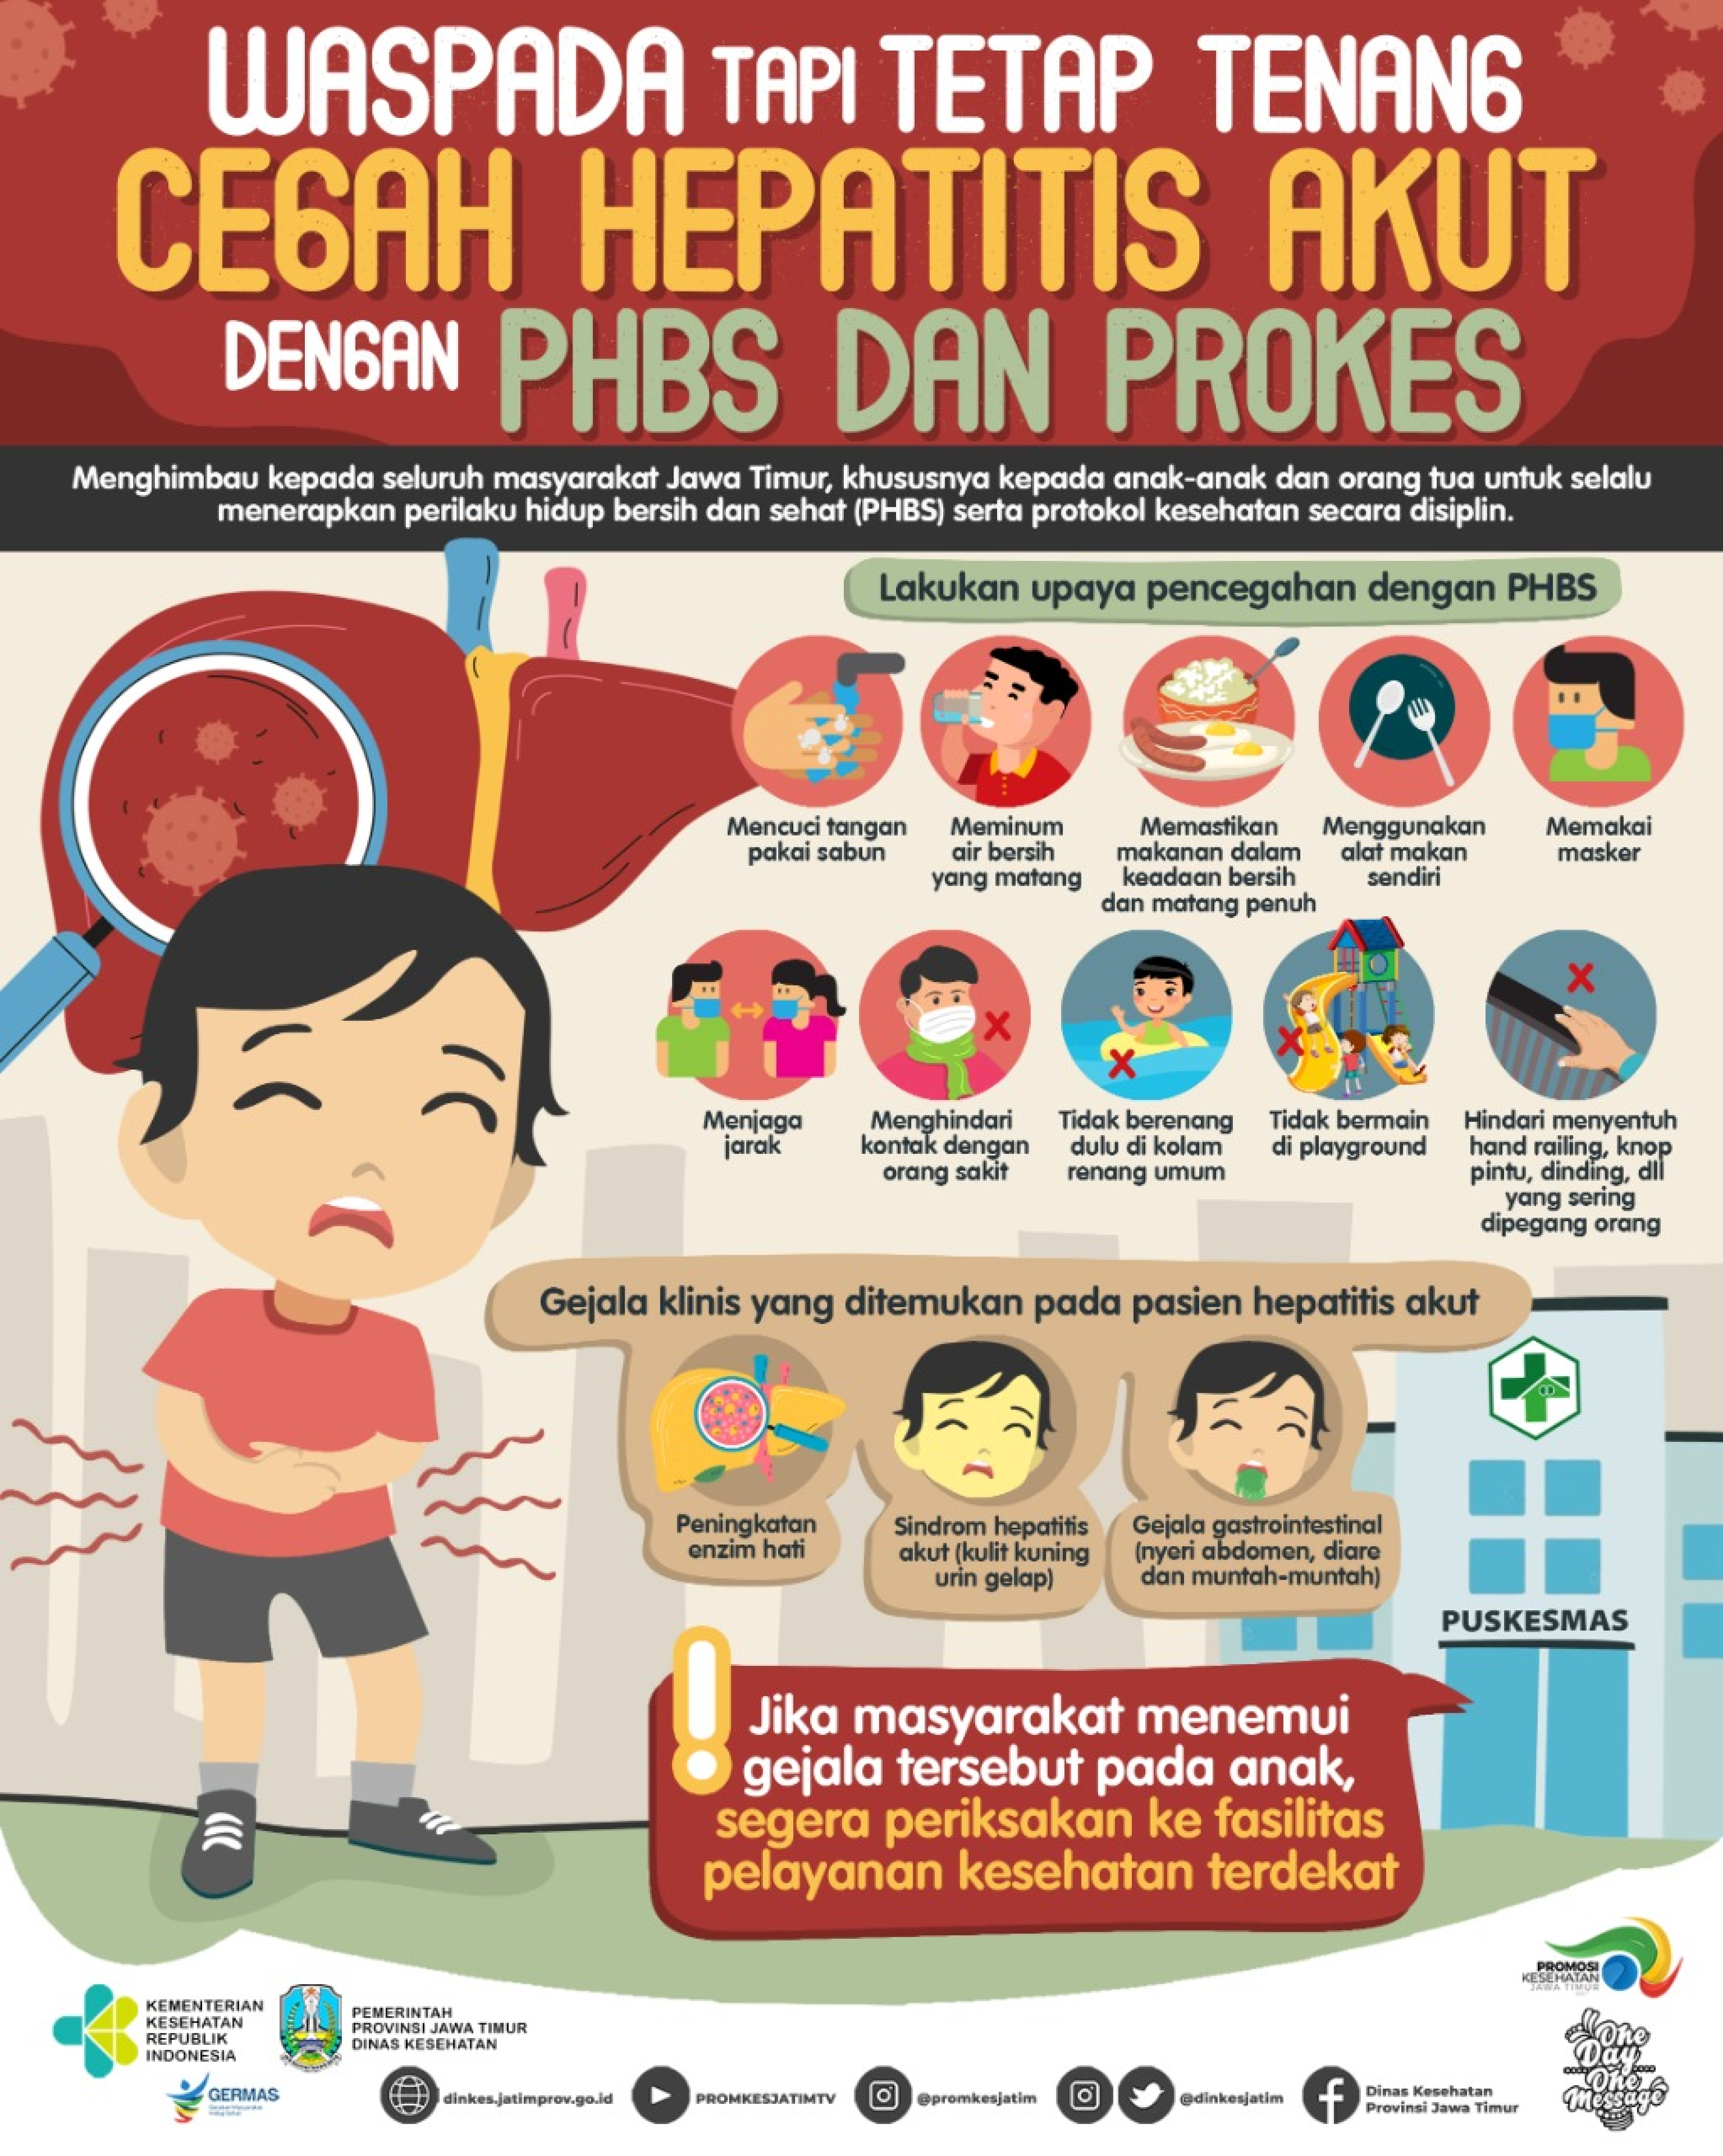 WASPADA TAPI TETAP TENANG
CEGAH HEPATITIS AKUT
DENGAN PHBS DAN PROKES
Menghimbau kepada seluruh masyarakat Jawa Timur, khususnya kepada anak-anak dan orang tua untuk selalu
menerapkan perilaku hidup bersih dan sehat (PHBS) serta protokol kesehatan secara disiplin.
Lakukan upaya pencegahan dengan PHBS
Mencuci tangan
pakai sabun
Meminum
air bersih
yang matang
Memastikan
makanan dalam
keadaan bersih
dan matang penuh
Menggunakan
alat makan
sendiri
Memakai
masker
Menjaga
jarak
Menghindari
kontak dengan
orang sakit
Tidak berenang
dulu di kolam
renang umum
Tidak bermain
di playground
Hindari menyentuh
hand railing, knop
pintu, dinding, dll
yang sering
dipegang orang
Gejala klinis yang ditemukan pada pasien hepatitis akut
Peningkatan
enzim hati
Sindrom hepatitis
akut (kulit kuning
urin gelap)
Gejala gastrointestinal
(nyeri abdomen, diare
dan muntah-muntah)
PUSKESMAS
Jika masyarakat menemui
gejala tersebut pada anak,
segera periksakan ke fasilitas
pelayanan kesehatan terdekat
PROMOSI
KESEHATAN
JAWA TIMUR
KEMENTERIAN
KESEHATAN
REPUBLIK
INDONESIA
PEMERINTAH
PROVINSI JAWA TIMUR
DINAS KESEHATAN
One
Day
One
Message
GERMAS
dinkes.jatimprov.go.id
PROMKESJATIMTV
@promkesjatim
@dinkesjatim
Dinas Kesehatan
Provinsi Jawa Timur